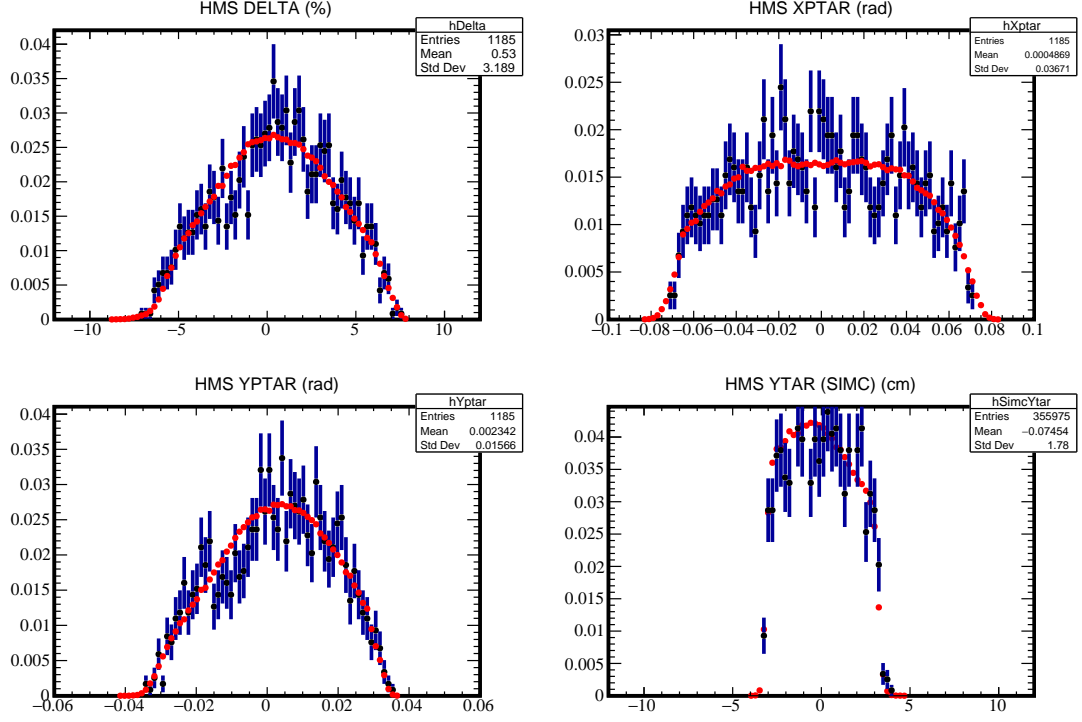 HMS DELTA (%)
hDelta
Entries 1185
Mean 0.53
Std Dev 3.189
0.04
0.035
0.03
0.025
0.02
0.015
0.01
0.005
0
−10 −5 0 5 10
HMS XPTAR (rad)
hXptar
Entries 1185
Mean 0.0004869
Std Dev 0.03671
0.03
0.025
0.02
0.015
0.01
0.005
0
−0.1 −0.08 −0.06 −0.04 −0.02 0 0.02 0.04 0.06 0.08 0.1
HMS YPTAR (rad)
hYptar
Entries 1185
Mean 0.002342
Std Dev 0.01566
0.04
0.035
0.03
0.025
0.02
0.015
0.01
0.005
0
−0.06 −0.04 −0.02 0 0.02 0.04 0.06
HMS YTAR (SIMC) (cm)
hSimcYtar
Entries 355975
Mean −0.07454
Std Dev 1.78
0.04
0.035
0.03
0.025
0.02
0.015
0.01
0.005
0
−10 −5 0 5 10